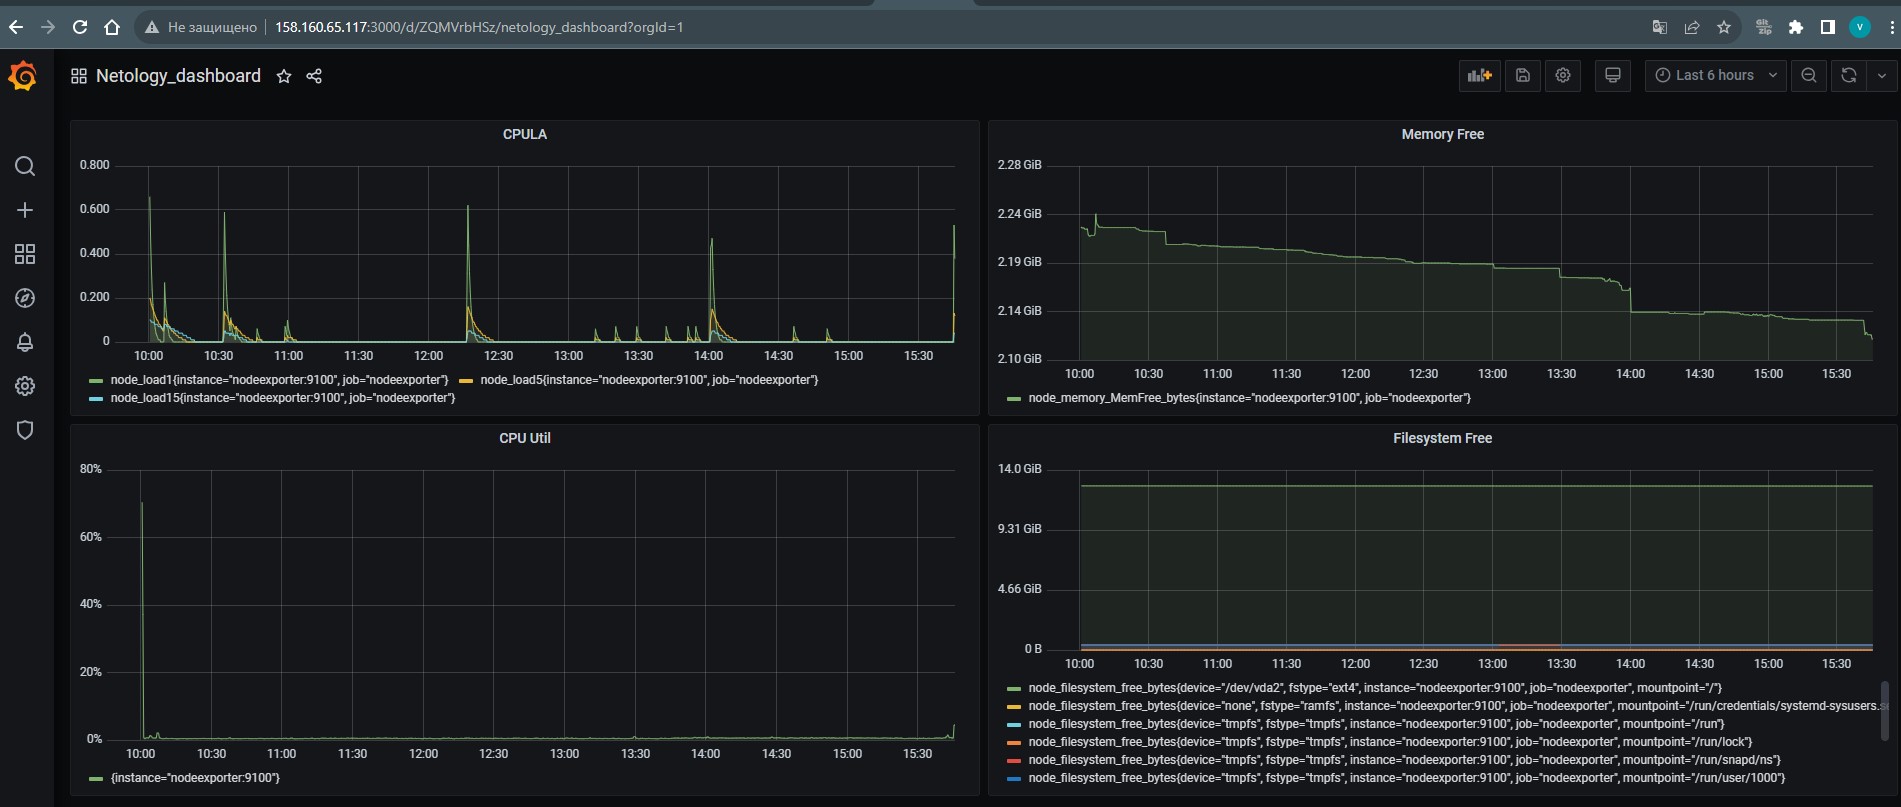 Не защищено 158.160.65.117:3000/d/ZQMVrbHSz/netology_dashboard?orgId=1
Git Zip
V
Netology_dashboard
Last 6 hours
CPULA
0.800
0.600
0.400
0.200
0
10:00 10:30 11:00 11:30 12:00 12:30 13:00 13:30 14:00 14:30 15:00 15:30
node_load1{instance="nodeexporter:9100", job="nodeexporter"} node_load5{instance="nodeexporter:9100", job="nodeexporter"}
node_load15{instance="nodeexporter:9100", job="nodeexporter"}
Memory Free
2.28 GiB
2.24 GiB
2.19 GiB
2.14 GiB
2.10 GiB
10:00 10:30 11:00 11:30 12:00 12:30 13:00 13:30 14:00 14:30 15:00 15:30
node_memory_MemFree_bytes{instance="nodeexporter:9100", job="nodeexporter"}
CPU Util
80%
60%
40%
20%
0%
10:00 10:30 11:00 11:30 12:00 12:30 13:00 13:30 14:00 14:30 15:00 15:30
{instance="nodeexporter:9100"}
Filesystem Free
14.0 GiB
9.31 GiB
4.66 GiB
0 B
10:00 10:30 11:00 11:30 12:00 12:30 13:00 13:30 14:00 14:30 15:00 15:30
node_filesystem_free_bytes{device="/dev/vda2", fstype="ext4", instance="nodeexporter:9100", job="nodeexporter", mountpoint="/"}
node_filesystem_free_bytes{device="none", fstype="ramfs", instance="nodeexporter:9100", job="nodeexporter", mountpoint="/run/credentials/systemd-sysusers.s
node_filesystem_free_bytes{device="tmpfs", fstype="tmpfs", instance="nodeexporter:9100", job="nodeexporter", mountpoint="/run"}
node_filesystem_free_bytes{device="tmpfs", fstype="tmpfs", instance="nodeexporter:9100", job="nodeexporter", mountpoint="/run/lock"}
node_filesystem_free_bytes{device="tmpfs", fstype="tmpfs", instance="nodeexporter:9100", job="nodeexporter", mountpoint="/run/snapd/ns"}
node_filesystem_free_bytes{device="tmpfs", fstype="tmpfs", instance="nodeexporter:9100", job="nodeexporter", mountpoint="/run/user/1000"}